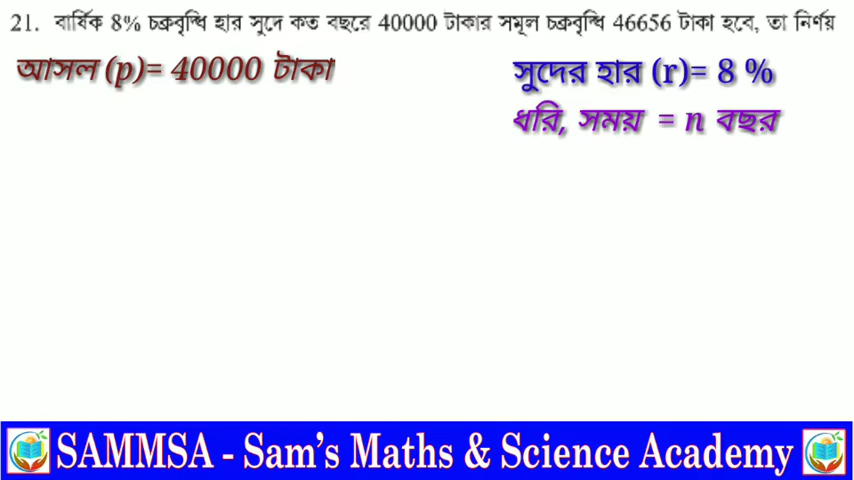 21. বার্ষিক 8% চক্রবৃদ্ধি হার সুদে কত বছরে 40000 টাকার সমূল চক্রবৃদ্ধি 46656 টাকা হবে, তা নির্ণয়
আসল (p)= 40000 টাকা
সুদের হার (r)= 8 %
ধরি, সময় = n বছর
SAMMSA - Sam's Maths & Science Academy